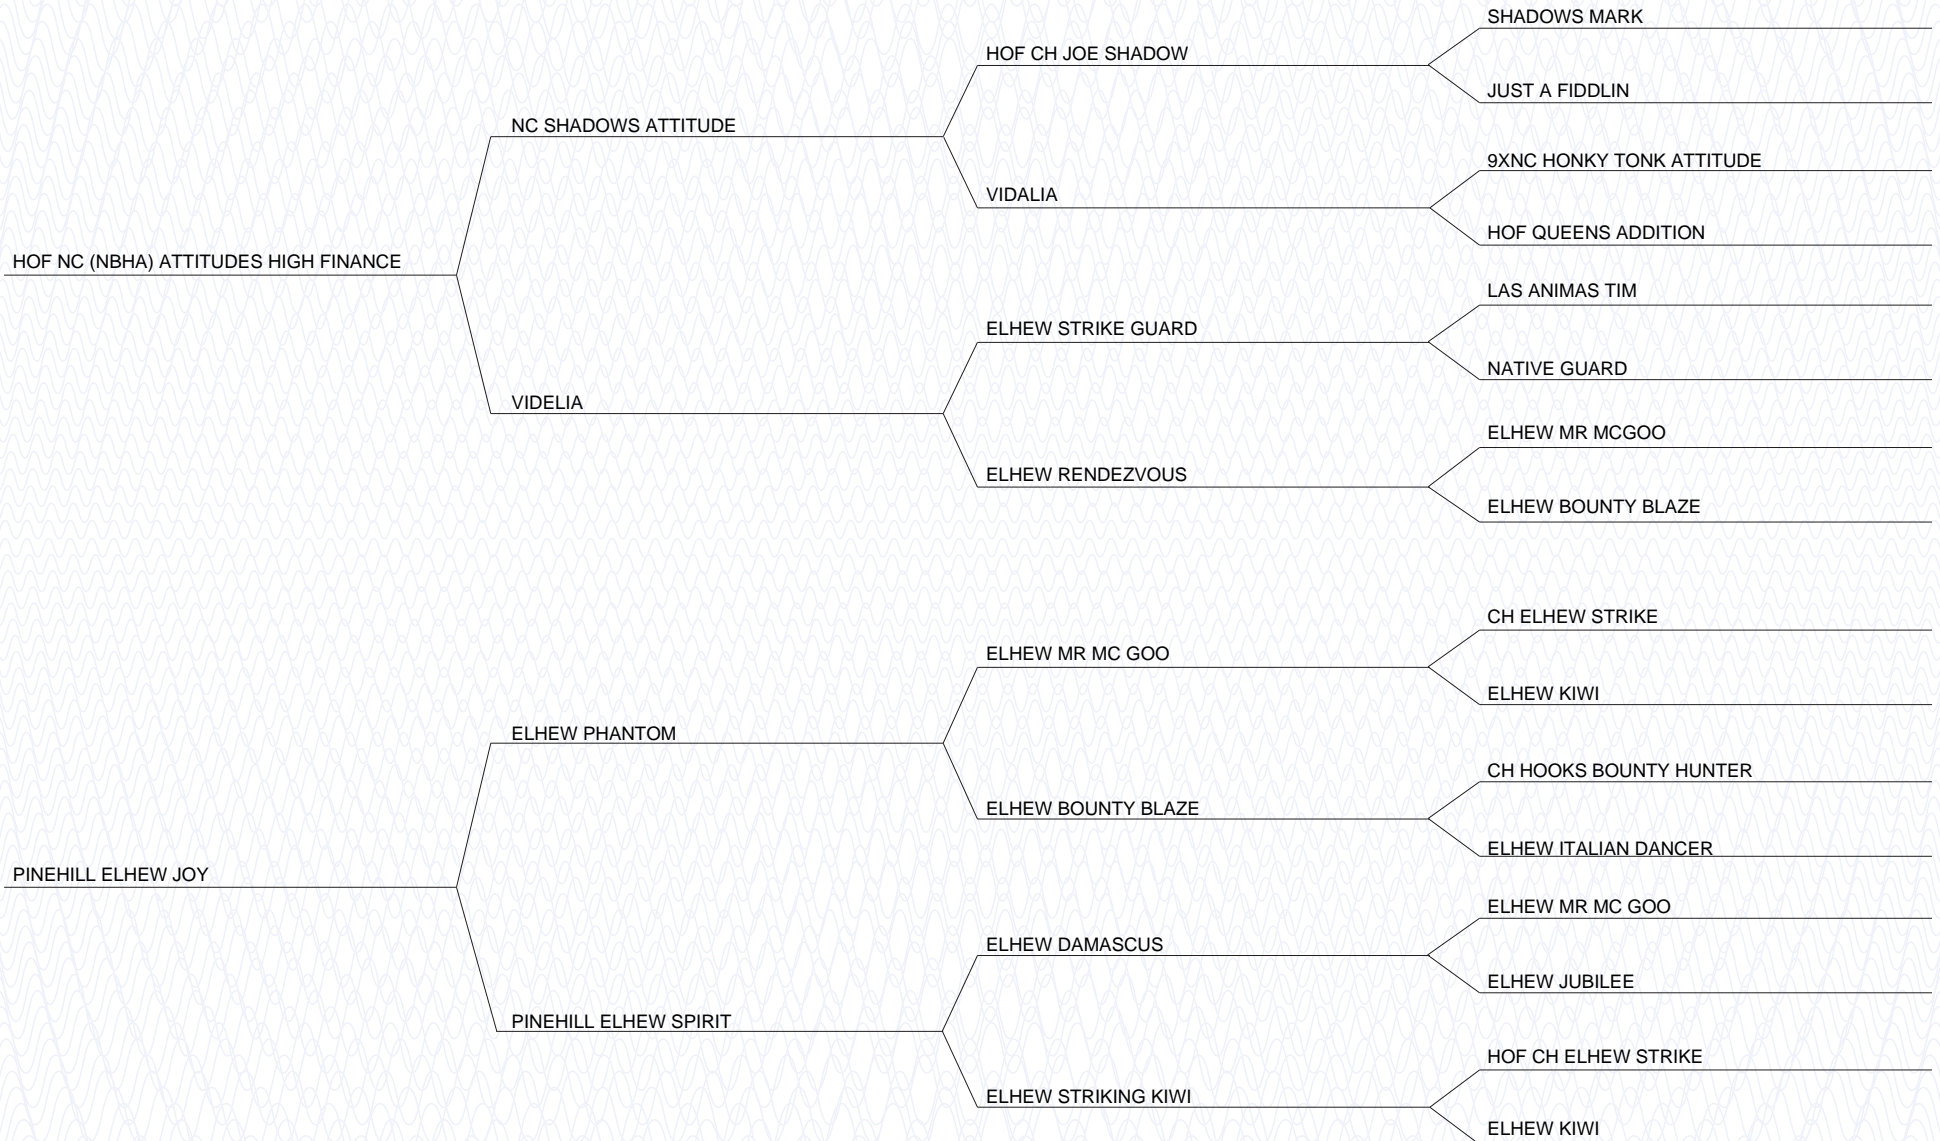 SHADOWS MARK
HOF CH JOE SHADOW
JUST A FIDDLIN
NC SHADOWS ATTITUDE
9XNC HONKY TONK ATTITUDE
VIDALIA
HOF QUEENS ADDITION
HOF NC (NBHA) ATTITUDES HIGH FINANCE
LAS ANIMAS TIM
ELHEW STRIKE GUARD
NATIVE GUARD
VIDELIA
ELHEW MR MCGOO
ELHEW RENDEZVOUS
ELHEW BOUNTY BLAZE
CH ELHEW STRIKE
ELHEW MR MC GOO
ELHEW KIWI
ELHEW PHANTOM
CH HOOKS BOUNTY HUNTER
ELHEW BOUNTY BLAZE
ELHEW ITALIAN DANCER
PINEHILL ELHEW JOY
ELHEW MR MC GOO
ELHEW DAMASCUS
ELHEW JUBILEE
PINEHILL ELHEW SPIRIT
HOF CH ELHEW STRIKE
ELHEW STRIKING KIWI
ELHEW KIWI